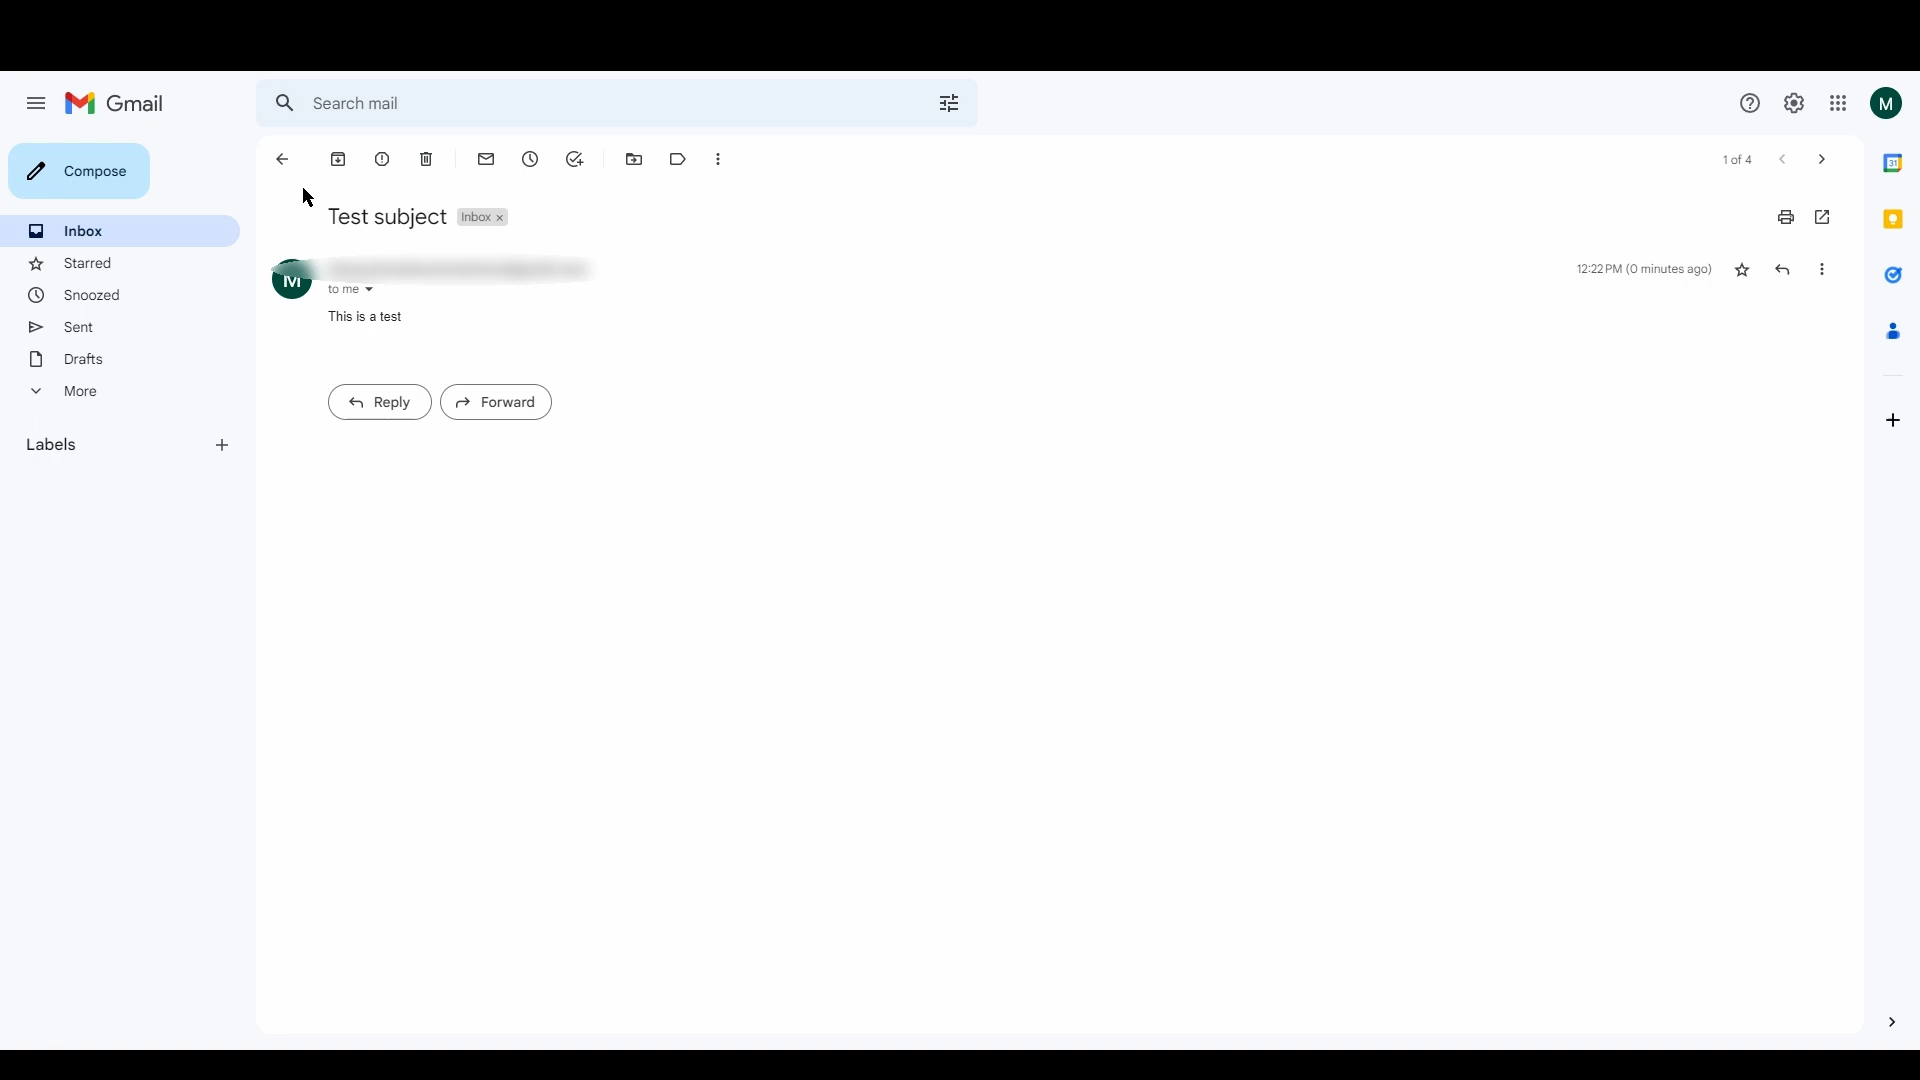 Gmail
Search mail
M
Compose
1 of 4
Inbox
Test subject Inbox ×
Starred
M
12:22 PM (0 minutes ago)
to me
Snoozed
This is a test
Sent
Drafts
More
Reply
Forward
Labels
31